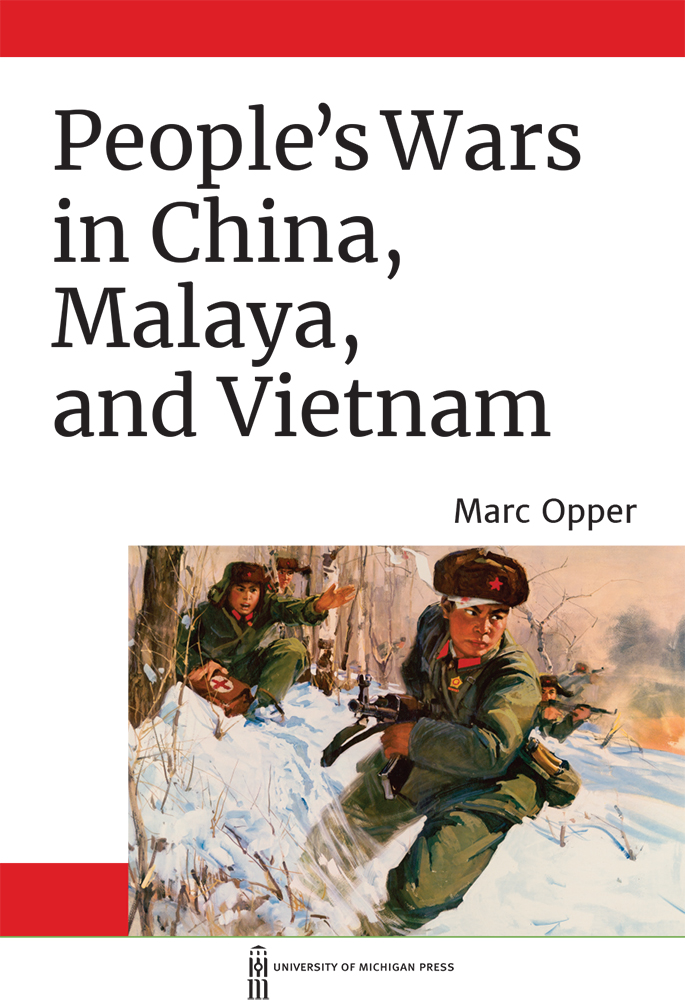 People’s Wars
in China,
Malaya,
and Vietnam
Marc Opper
UNIVERSITY OF MICHIGAN PRESS